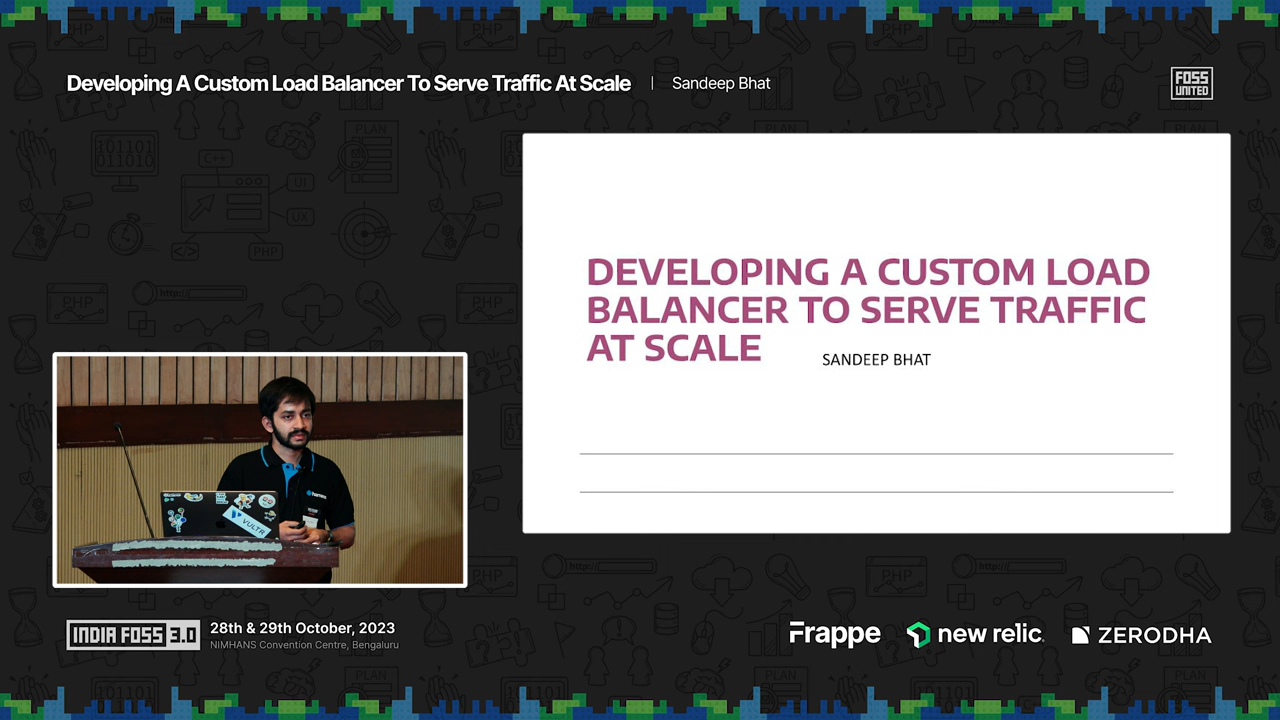 Developing A Custom Load Balancer To Serve Traffic At Scale | Sandeep Bhat
FOSS
UNITED
DEVELOPING A CUSTOM LOAD
BALANCER TO SERVE TRAFFIC
AT SCALE
SANDEEP BHAT
VULTR
INDIA FOSS 3.0
28th & 29th October, 2023
NIMHANS Convention Centre, Bengaluru
Frappe
new relic
ZERODHA